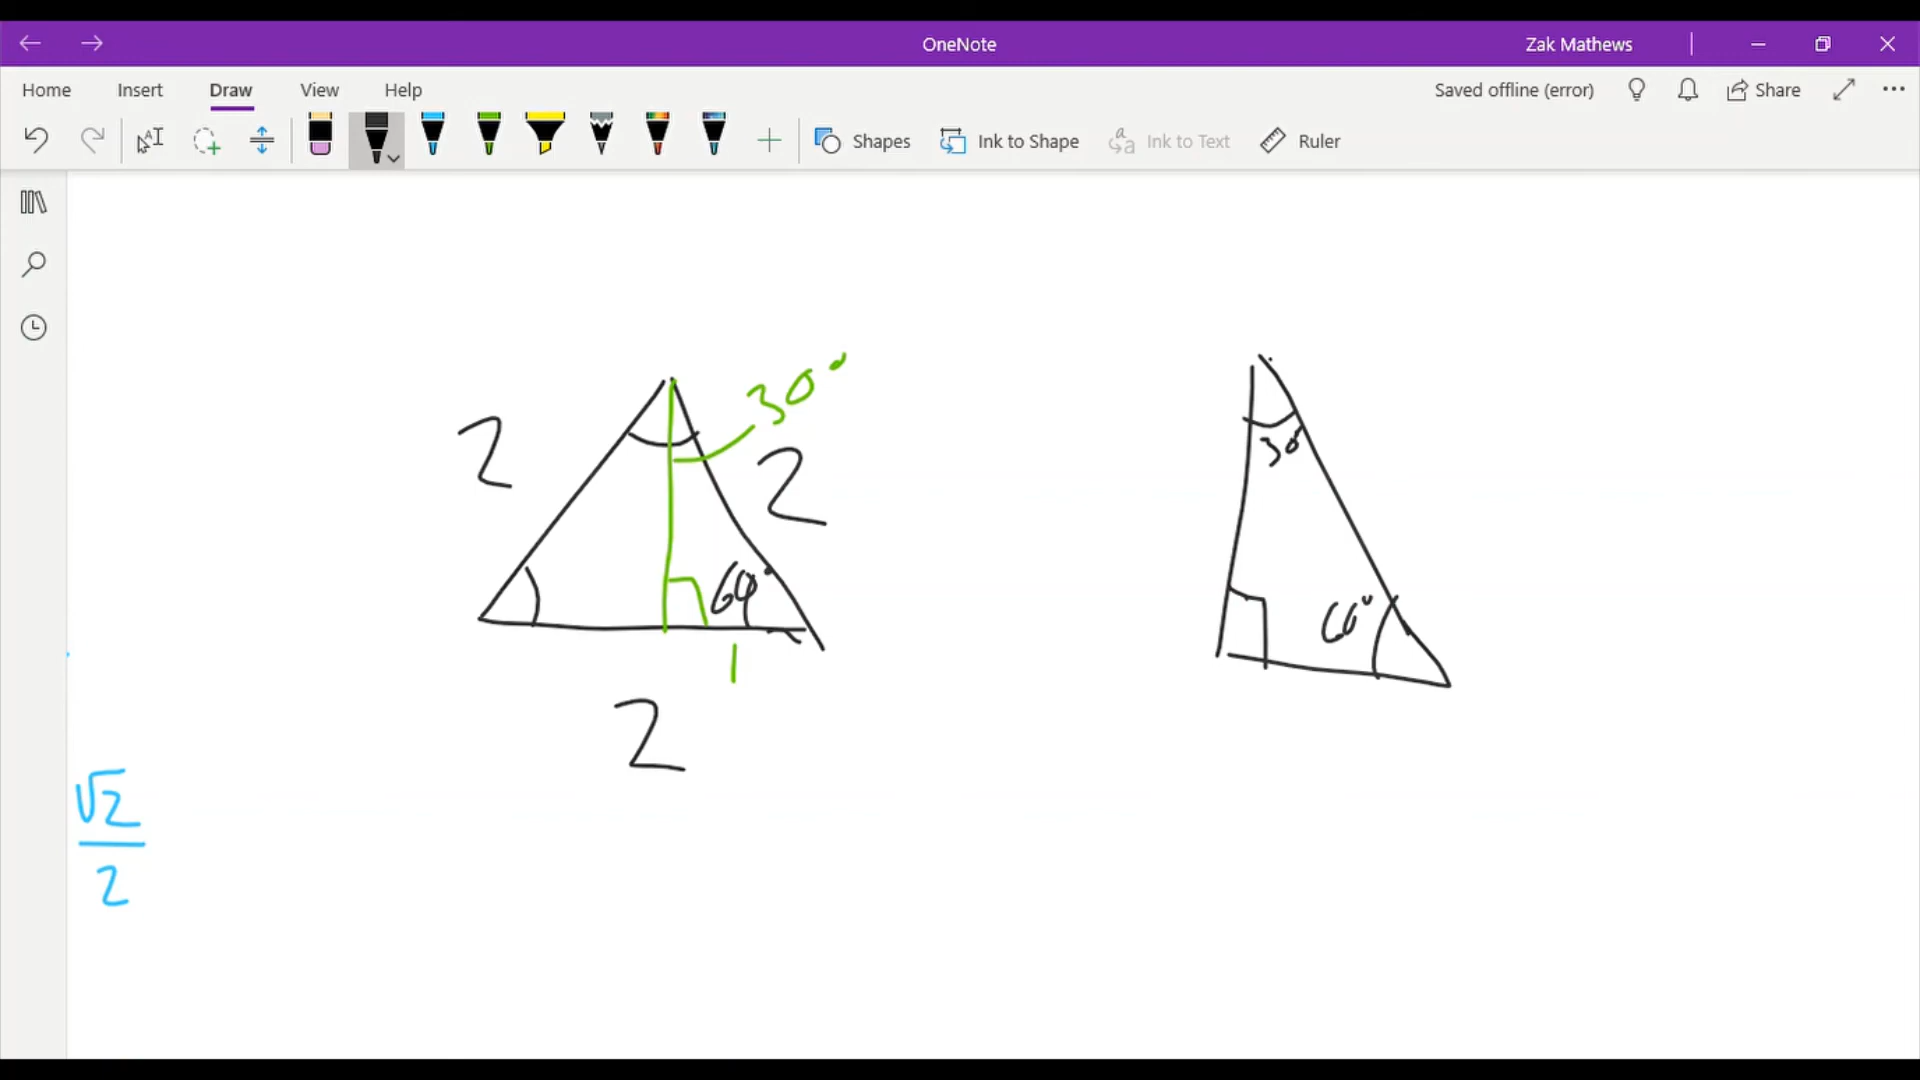 OneNote
Zak Mathews
Home Insert Draw View Help
Saved offline (error)
Share
Shapes
Ink to Shape
Ink to Text
Ruler
30°
2
2
60°
1
2
30°
60°
√2
2